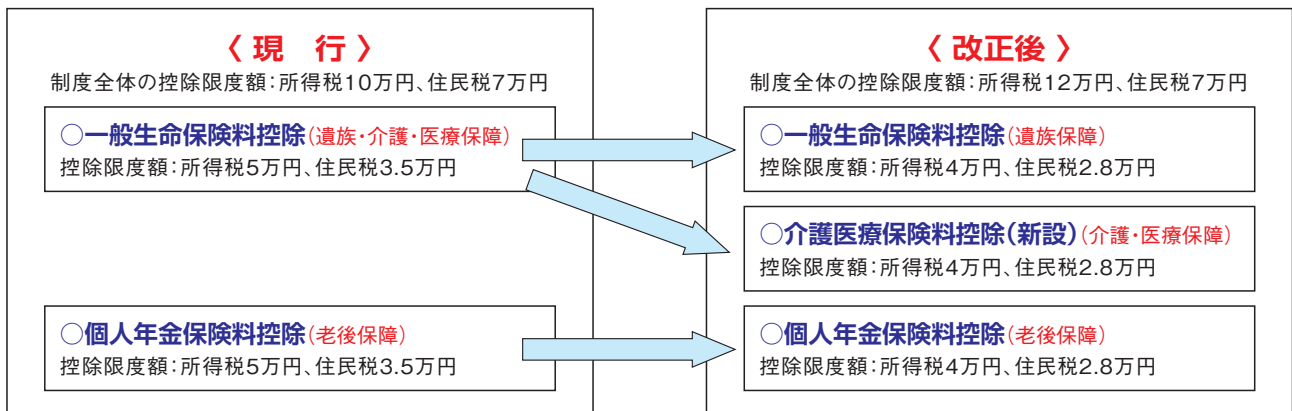 〈 現 行 〉
制度全体の控除限度額：所得税10万円、住民税7万円
○一般生命保険料控除（遺族・介護・医療保障）
控除限度額：所得税5万円、住民税3.5万円
○個人年金保険料控除（老後保障）
控除限度額：所得税5万円、住民税3.5万円
〈 改正後 〉
制度全体の控除限度額：所得税12万円、住民税7万円
○一般生命保険料控除（遺族保障）
控除限度額：所得税4万円、住民税2.8万円
○介護医療保険料控除（新設）（介護・医療保障）
控除限度額：所得税4万円、住民税2.8万円
○個人年金保険料控除（老後保障）
控除限度額：所得税4万円、住民税2.8万円